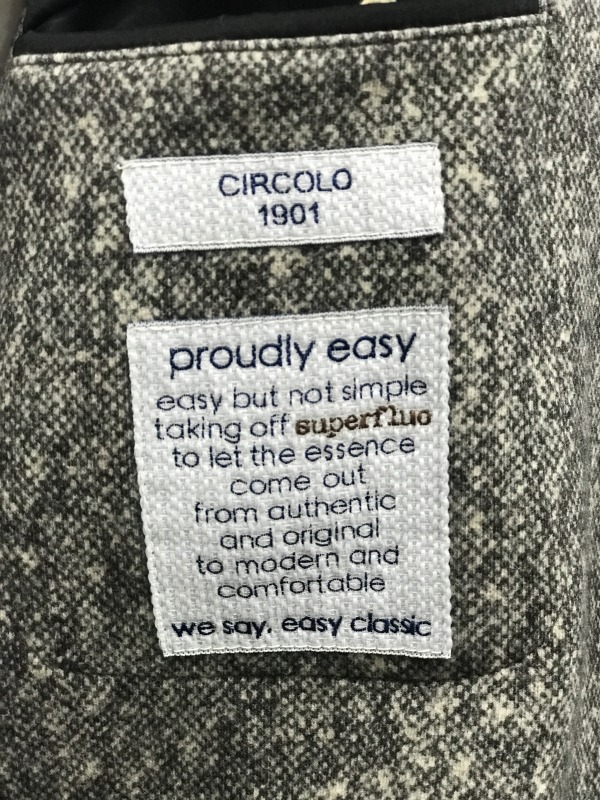 CIRCOLO
1901
proudly easy
easy but not simple
taking off superfluo
to let the essence
come out
from authentic
and original
to modern and
comfortable
we say. easy classic